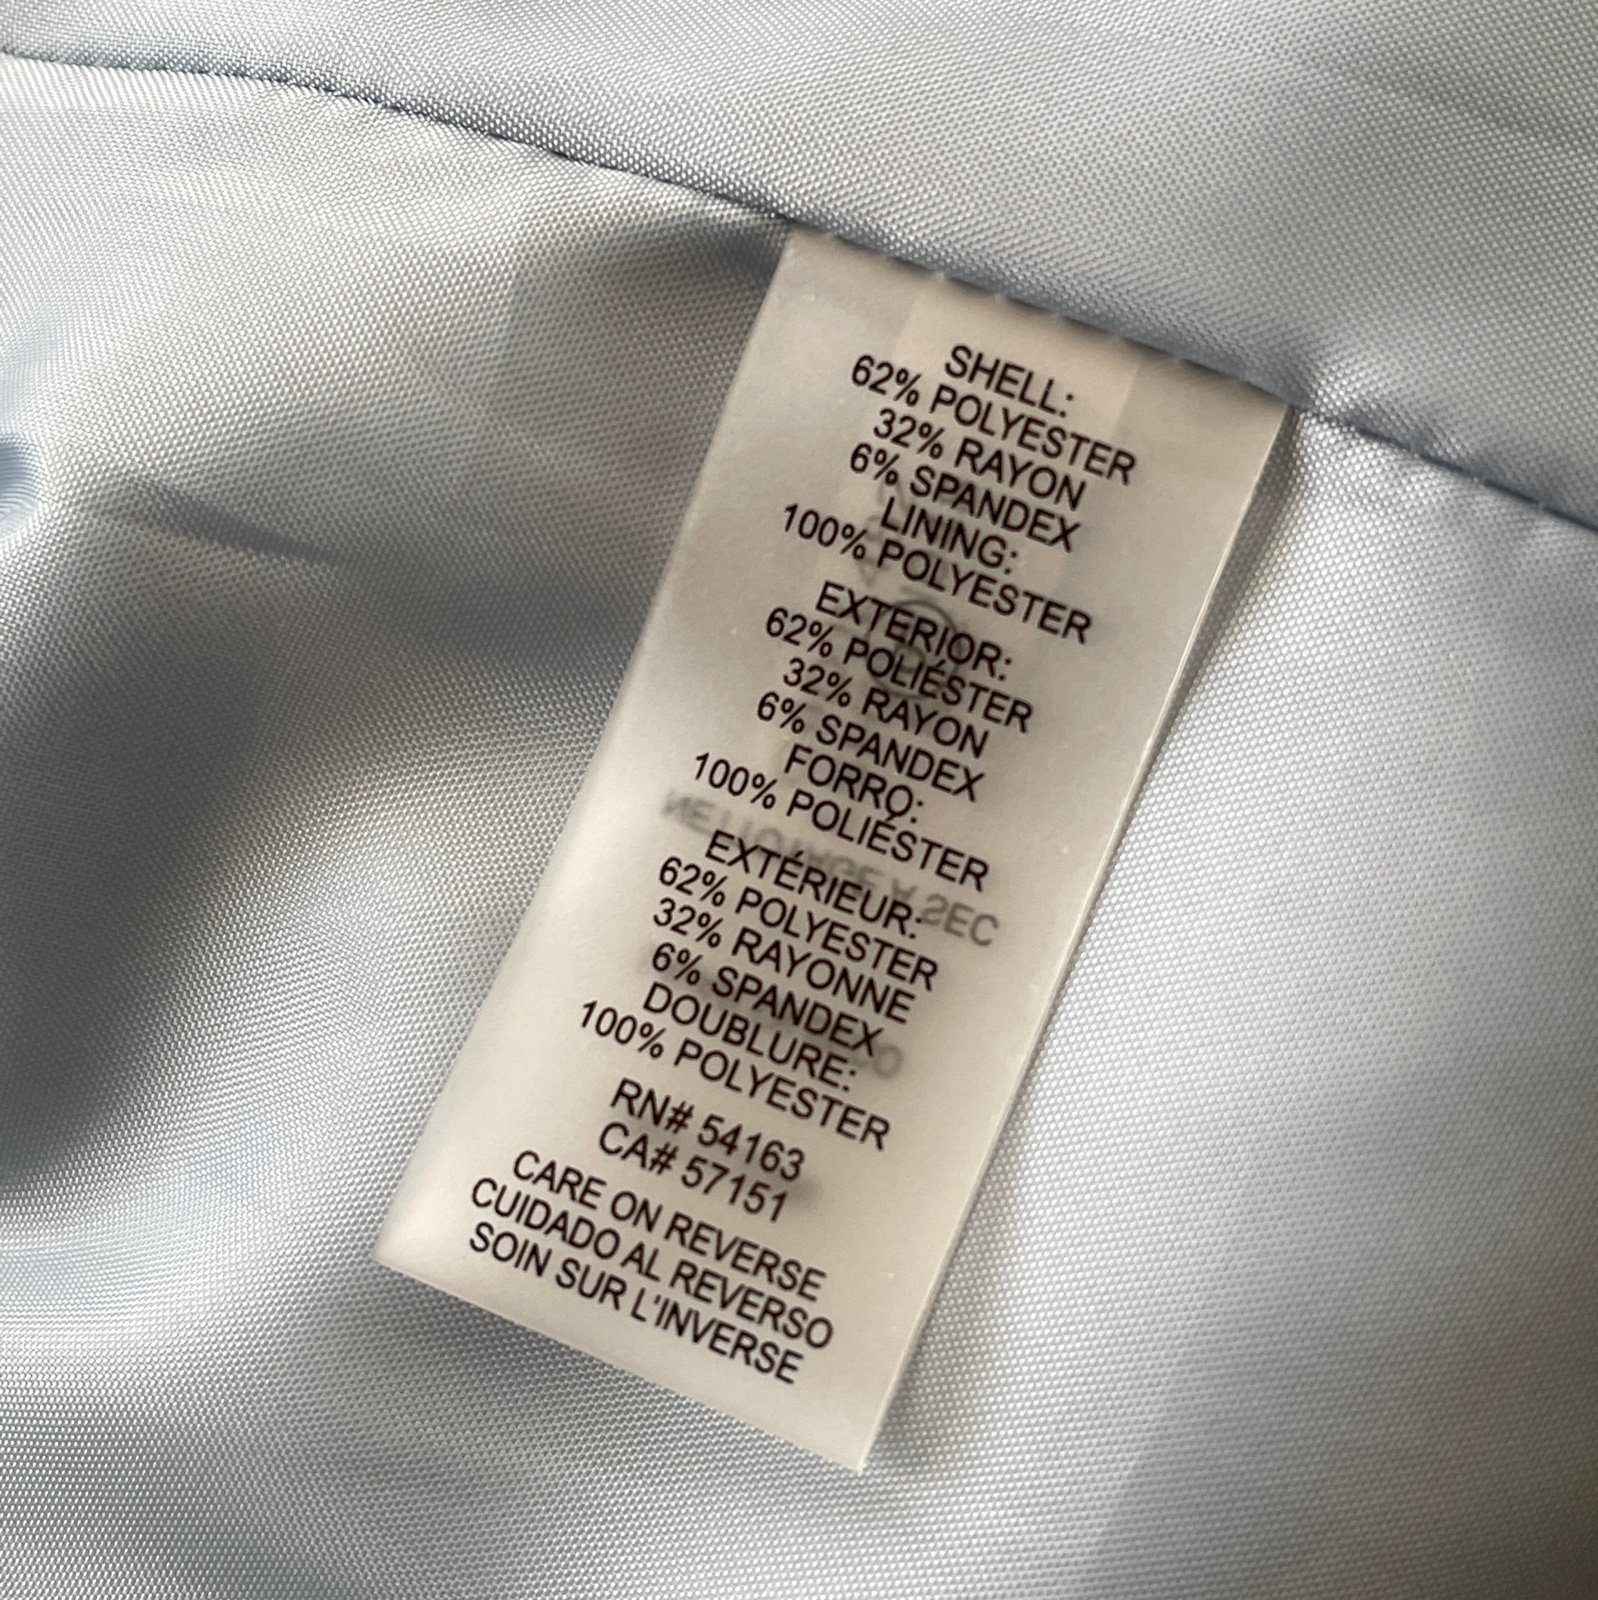 SHELL:
62% POLYESTER
32% RAYON
6% SPANDEX
LINING:
100% POLYESTER
EXTERIOR:
62% POLIÉSTER
32% RAYON
6% SPANDEX
FORRO:
100% POLIÉSTER
EXTÉRIEUR:
62% POLYESTER
32% RAYONNE
6% SPANDEX
DOUBLURE:
100% POLYESTER
RN# 54163
CA# 57151
CARE ON REVERSE
CUIDADO AL REVERSO
SOIN SUR L'INVERSE